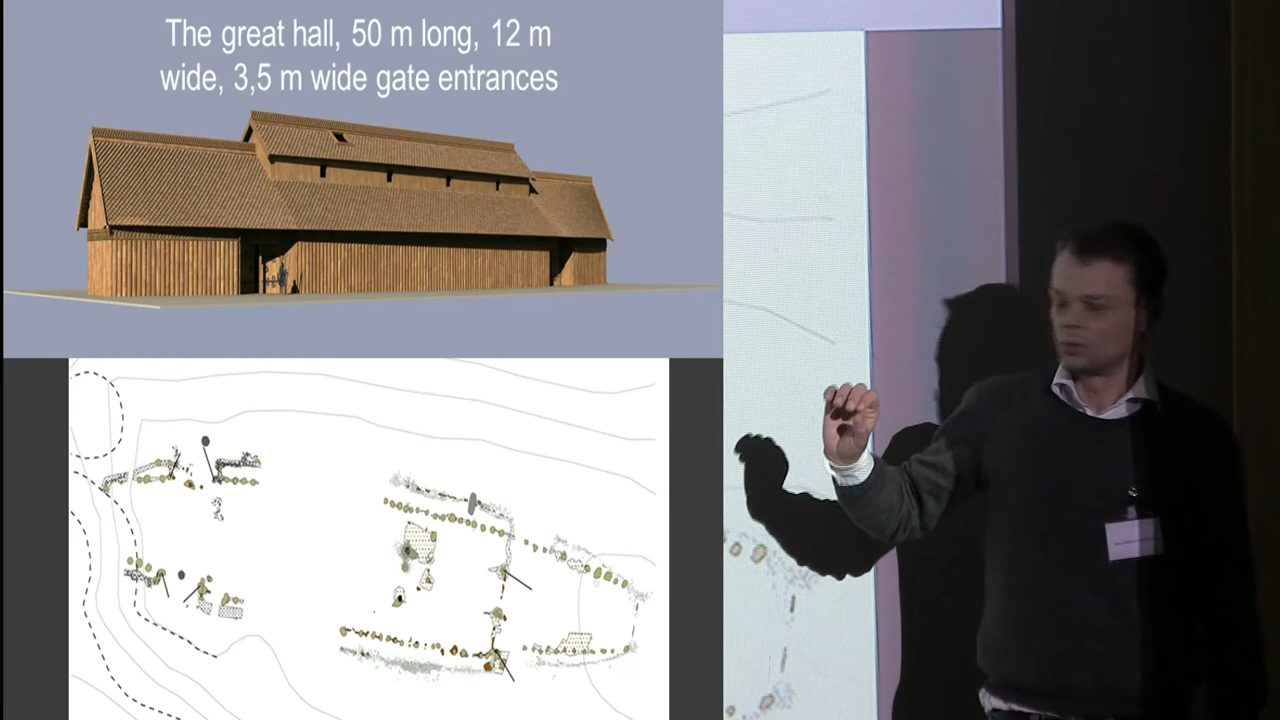 The great hall, 50 m long, 12 m
wide, 3,5 m wide gate entrances